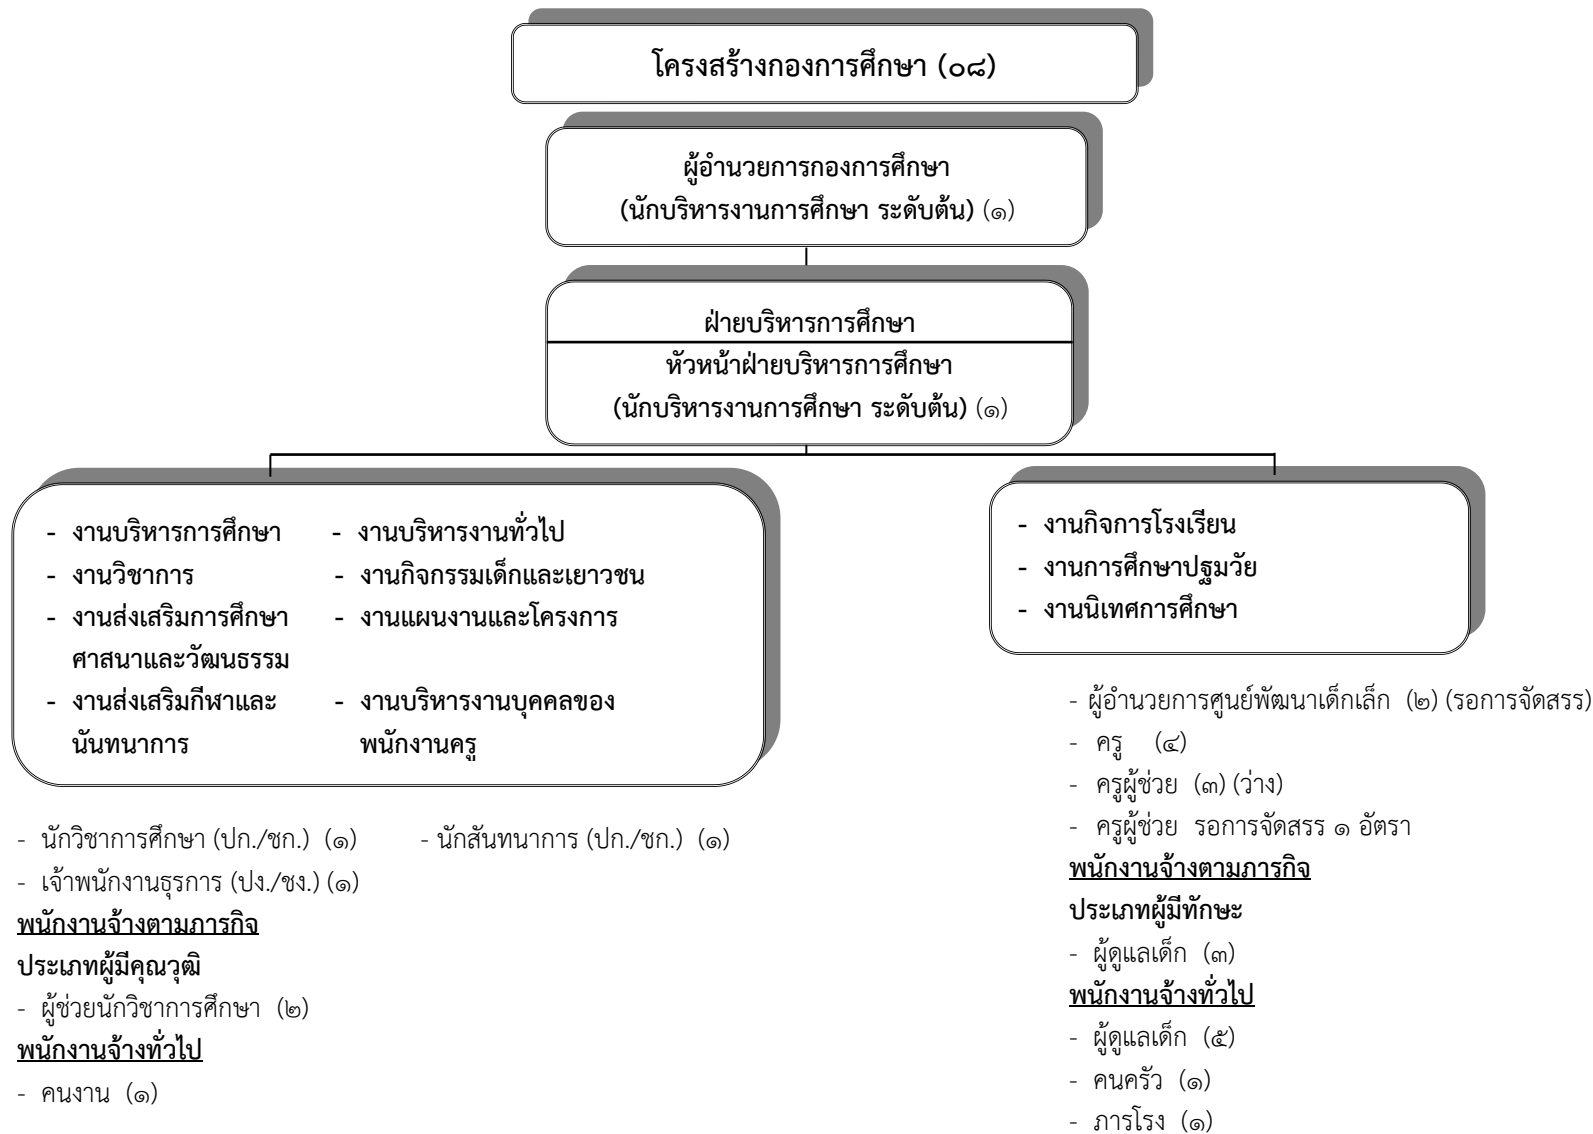 โครงสร้างกองการศึกษา (๐๘)
ผู้อำนวยการกองการศึกษา
(นักบริหารงานการศึกษา ระดับต้น) (๑)
ฝ่ายบริหารการศึกษา
หัวหน้าฝ่ายบริหารการศึกษา
(นักบริหารงานการศึกษา ระดับต้น) (๑)
- งานบริหารการศึกษา - งานบริหารงานทั่วไป
- งานวิชาการ - งานกิจกรรมเด็กและเยาวชน
- งานส่งเสริมการศึกษา - งานแผนงานและโครงการ
ศาสนาและวัฒนธรรม
- งานส่งเสริมกีฬาและ - งานบริหารงานบุคคลของ
นันทนาการ พนักงานครู
- นักวิชาการศึกษา (ปก./ชก.) (๑) - นักสันทนาการ (ปก./ชก.) (๑)
- เจ้าพนักงานธุรการ (ปง./ชง.) (๑)
พนักงานจ้างตามภารกิจ
ประเภทผู้มีคุณวุฒิ
- ผู้ช่วยนักวิชาการศึกษา (๒)
พนักงานจ้างทั่วไป
- คนงาน (๑)
- งานกิจการโรงเรียน
- งานการศึกษาปฐมวัย
- งานนิเทศการศึกษา
- ผู้อำนวยการศูนย์พัฒนาเด็กเล็ก (๒) (รอการจัดสรร)
- ครู (๔)
- ครูผู้ช่วย (๓) (ว่าง)
- ครูผู้ช่วย รอการจัดสรร ๑ อัตรา
พนักงานจ้างตามภารกิจ
ประเภทผู้มีทักษะ
- ผู้ดูแลเด็ก (๓)
พนักงานจ้างทั่วไป
- ผู้ดูแลเด็ก (๕)
- คนครัว (๑)
- ภารโรง (๑)